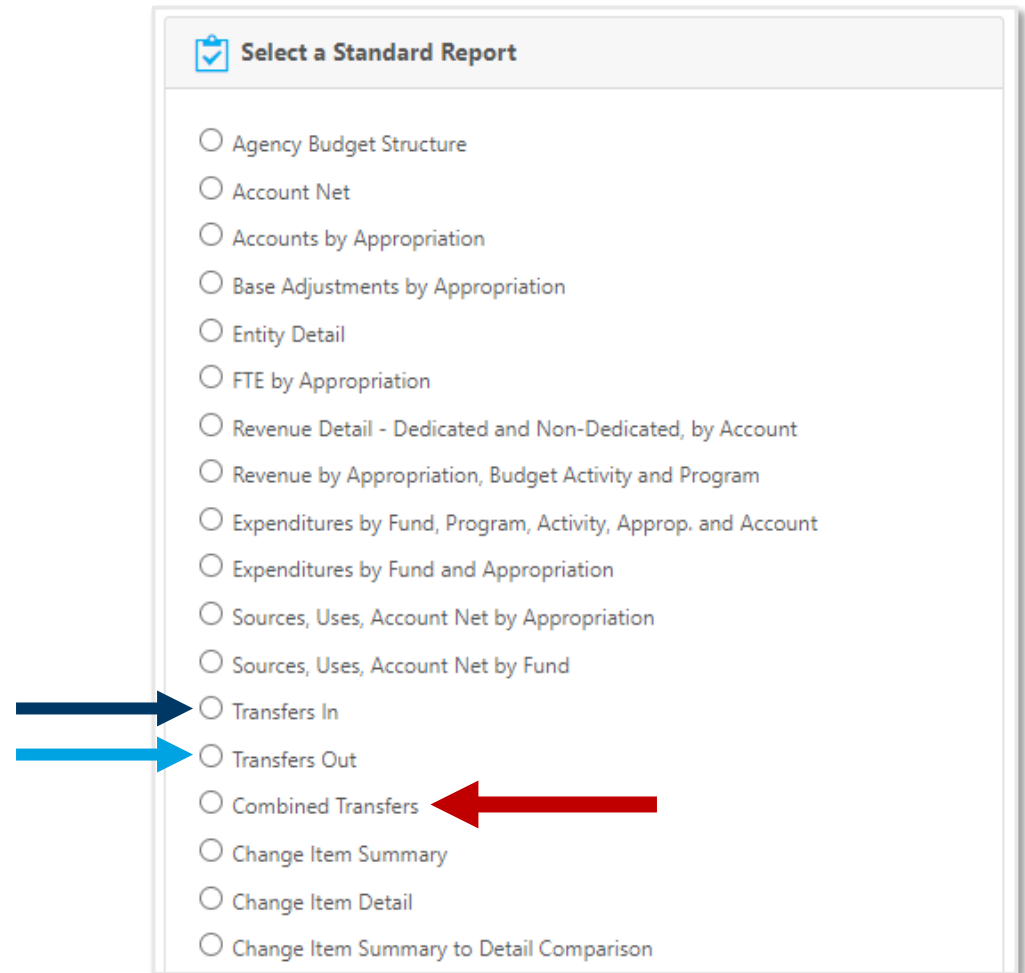 Select a Standard Report
Agency Budget Structure
Account Net
Accounts by Appropriation
Base Adjustments by Appropriation
Entity Detail
FTE by Appropriation
Revenue Detail - Dedicated and Non-Dedicated, by Account
Revenue by Appropriation, Budget Activity and Program
Expenditures by Fund, Program, Activity, Approp. and Account
Expenditures by Fund and Appropriation
Sources, Uses, Account Net by Appropriation
Sources, Uses, Account Net by Fund
Transfers In
Transfers Out
Combined Transfers
Change Item Summary
Change Item Detail
Change Item Summary to Detail Comparison